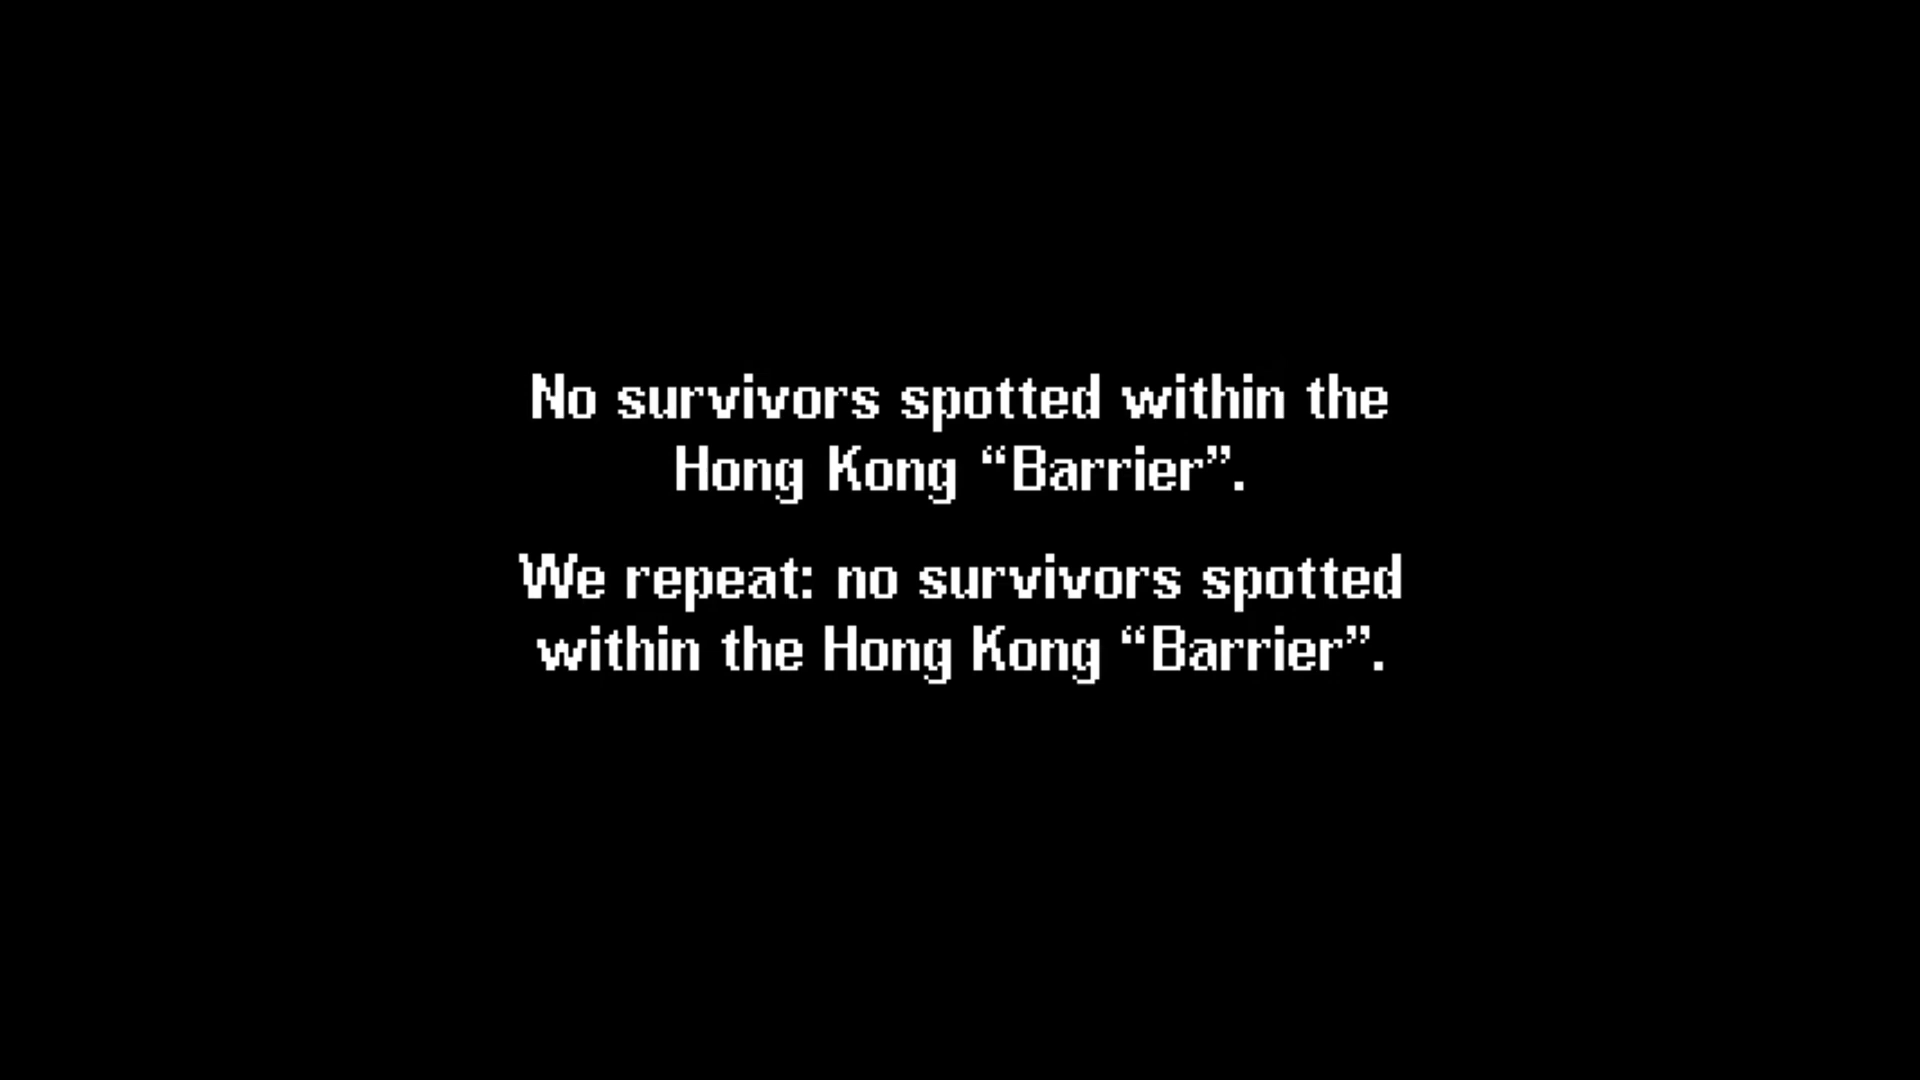 No survivors spotted within the
Hong Kong “Barrier”.
We repeat: no survivors spotted
within the Hong Kong “Barrier”.